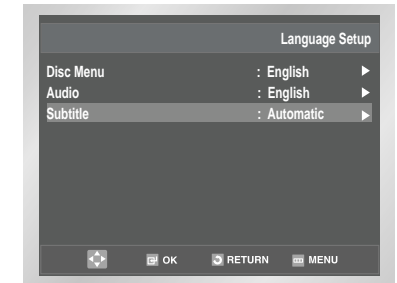 Language Setup
Disc Menu : English ►
Audio : English ►
Subtitle : Automatic ►
OK RETURN MENU